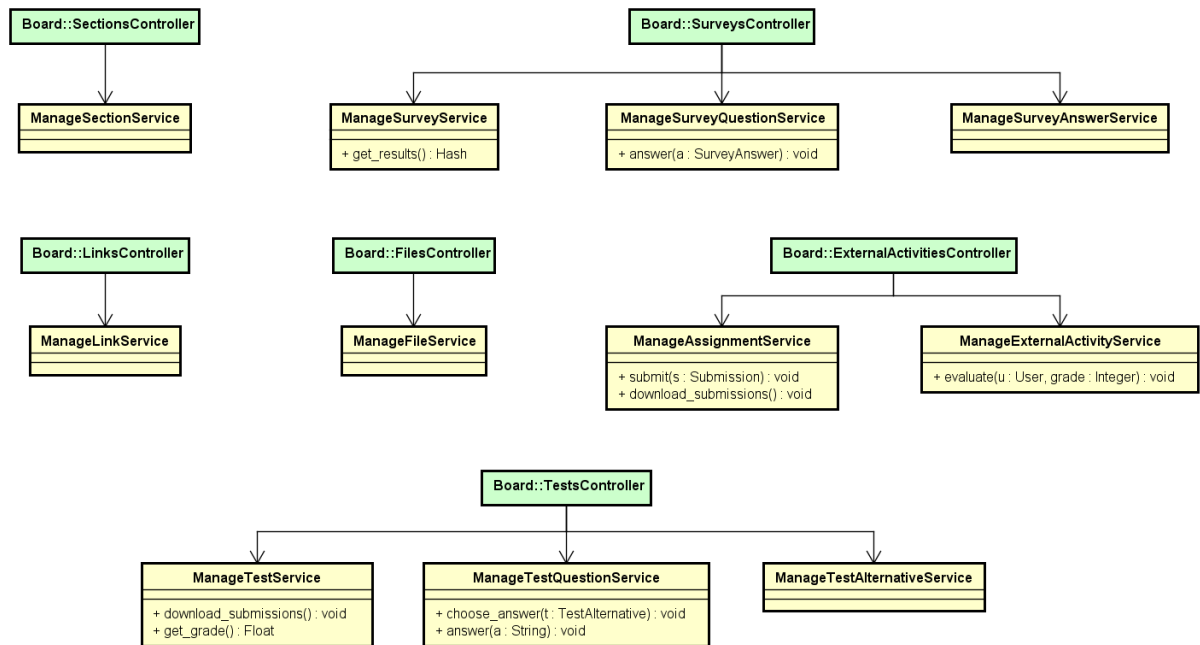 Board::SectionsController
Board::SurveysController
ManageSectionService
ManageSurveyService
+ get_results() : Hash
ManageSurveyQuestionService
+ answer(a : SurveyAnswer) : void
ManageSurveyAnswerService
Board::LinksController
Board::FilesController
Board::ExternalActivitiesController
ManageLinkService
ManageFileService
ManageAssignmentService
+ submit(s : Submission) : void
+ download_submissions() : void
ManageExternalActivityService
+ evaluate(u : User, grade : Integer) : void
Board::TestsController
ManageTestService
+ download_submissions() : void
+ get_grade() : Float
ManageTestQuestionService
+ choose_answer(t : TestAlternative) : void
+ answer(a : String) : void
ManageTestAlternativeService